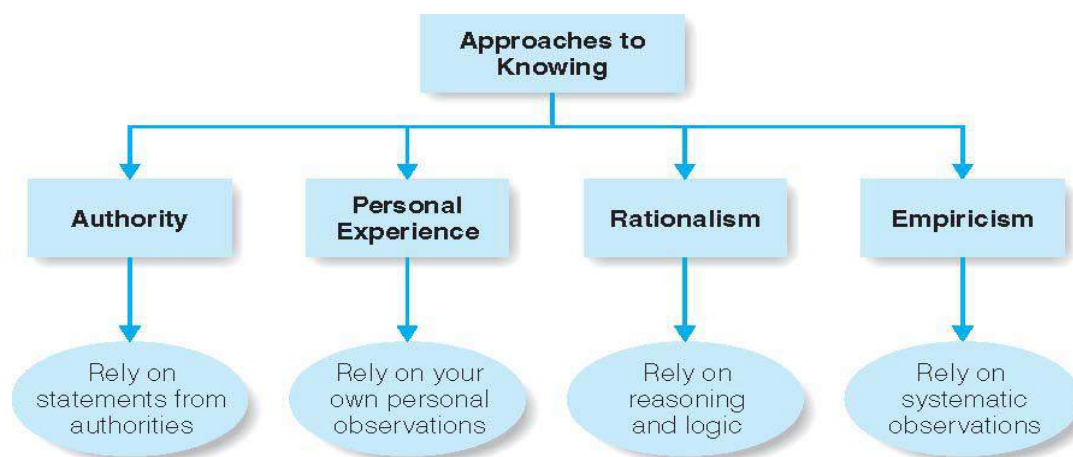 Approaches to
Knowing
Authority
Personal
Experience
Rationalism
Empiricism
Rely on
statements from
authorities
Rely on your
own personal
observations
Rely on
reasoning
and logic
Rely on
systematic
observations